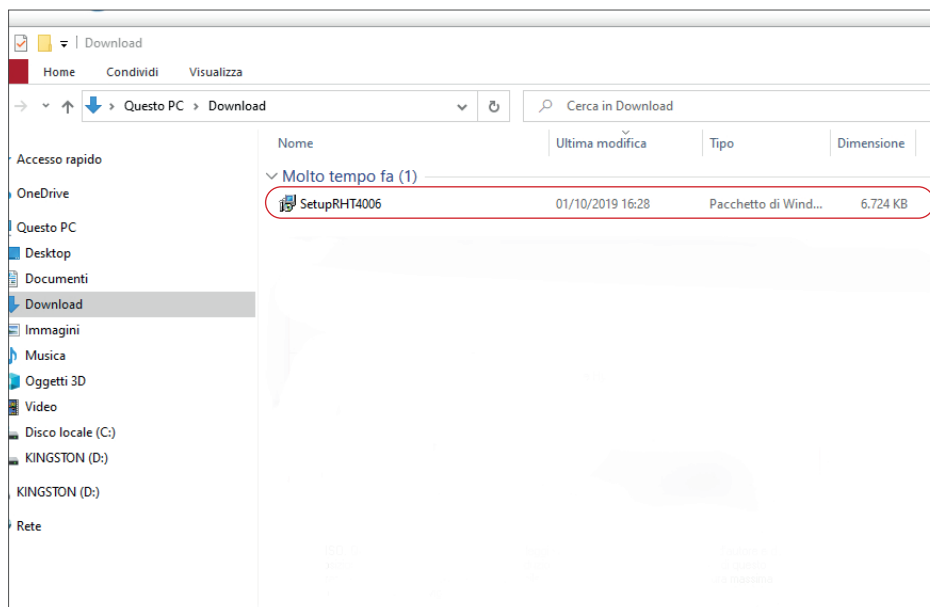 Download
Home Condividi Visualizza
Questo PC > Download
Cerca in Download
Nome Ultima modifica Tipo Dimensione
Accesso rapido
Molto tempo fa (1)
OneDrive
SetupRHT4006 01/10/2019 16:28 Pacchetto di Wind... 6.724 KB
Questo PC
Desktop
Documenti
Download
Immagini
Musica
Oggetti 3D
Video
Disco locale (C:)
KINGSTON (D:)
KINGSTON (D:)
Rete